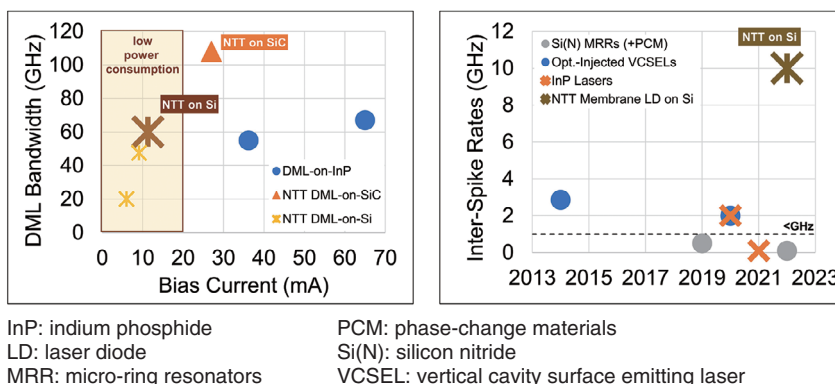 DML Bandwidth (GHz)
120
100
80
60
40
20
0
low
power
consumption
NTT on SiC
NTT on Si
DML-on-InP
NTT DML-on-SiC
NTT DML-on-Si
0 10 20 30 40 50 60 70
Bias Current (mA)
Inter-Spike Rates (GHz)
12
10
8
6
4
2
0
Si(N) MRRs (+PCM)
Opt.-Injected VCSELs
InP Lasers
NTT Membrane LD on Si
NTT on Si
<GHz
2013 2015 2017 2019 2021 2023
InP: indium phosphide
LD: laser diode
MRR: micro-ring resonators
PCM: phase-change materials
Si(N): silicon nitride
VCSEL: vertical cavity surface emitting laser